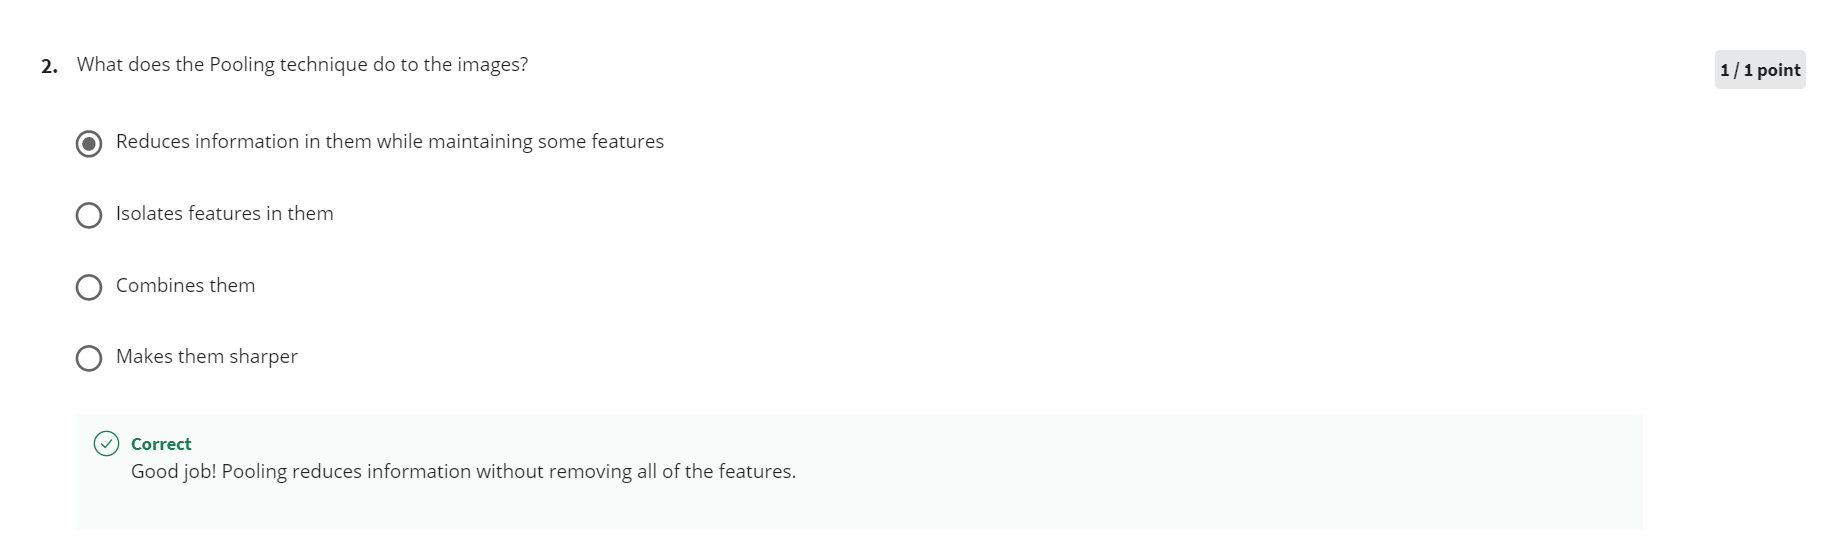 2. What does the Pooling technique do to the images?
1 / 1 point
Reduces information in them while maintaining some features
Isolates features in them
Combines them
Makes them sharper
Correct
Good job! Pooling reduces information without removing all of the features.